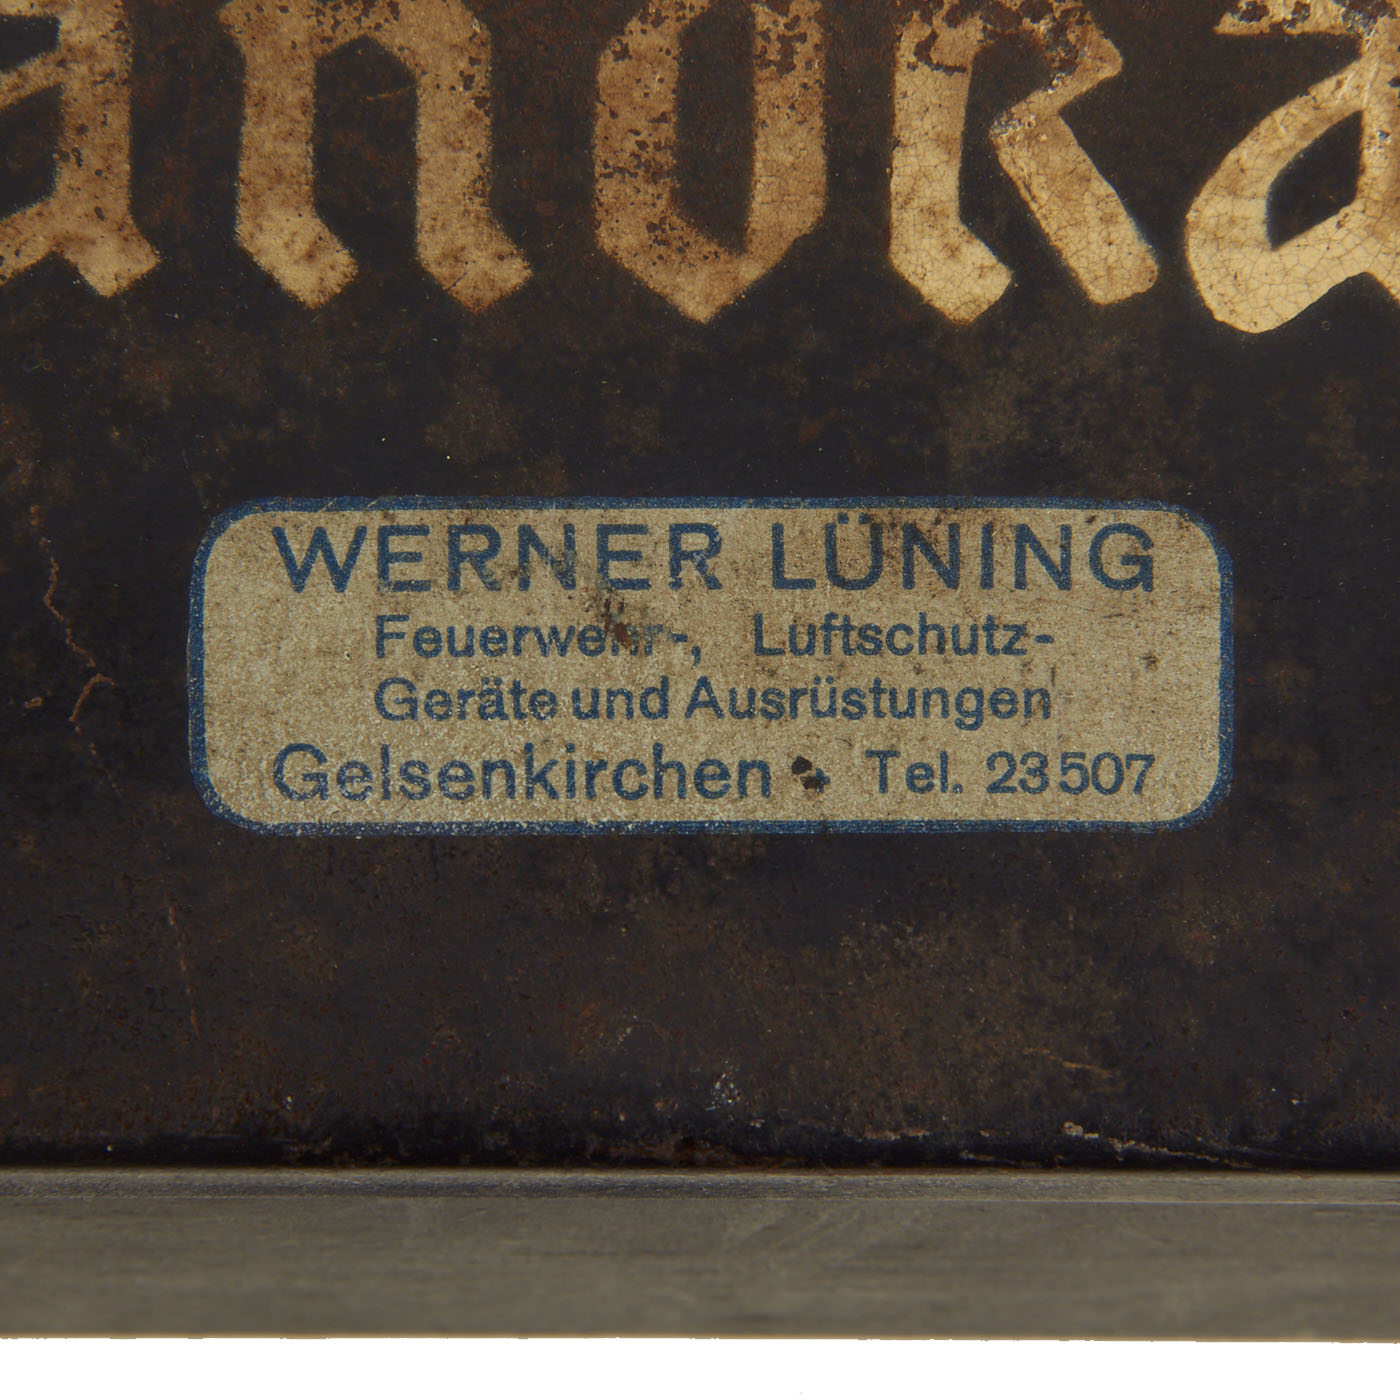 WERNER LÜNING
Feuerwehr-, Luftschutz-
Geräte und Ausrüstungen
Gelsenkirchen • Tel. 23507